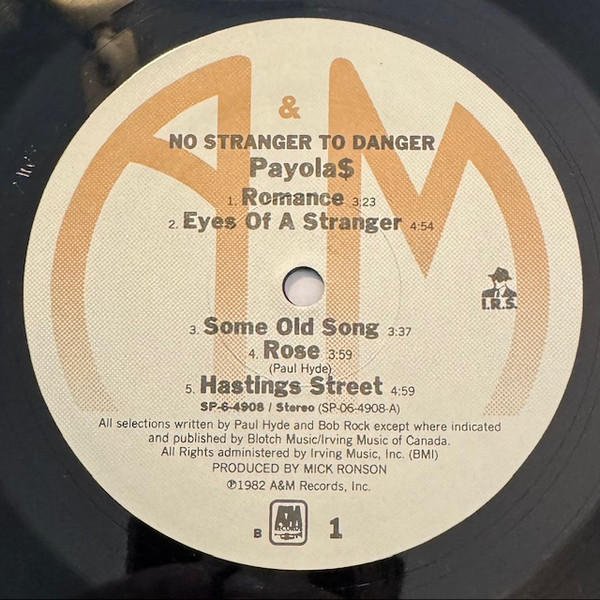 &
NO STRANGER TO DANGER
Payola$
1. Romance 3:23
2. Eyes Of A Stranger 4:54
I.R.S.
3. Some Old Song 3:37
4. Rose 3:59
(Paul Hyde)
5. Hastings Street 4:59
SP-6-4908 / Stereo (SP-06-4908-A)
All selections written by Paul Hyde and Bob Rock except where indicated
and published by Blotch Music/Irving Music of Canada.
All Rights administered by Irving Music, Inc. (BMI)
PRODUCED BY MICK RONSON
℗1982 A&M Records, Inc.
B A&M RECORDS 1